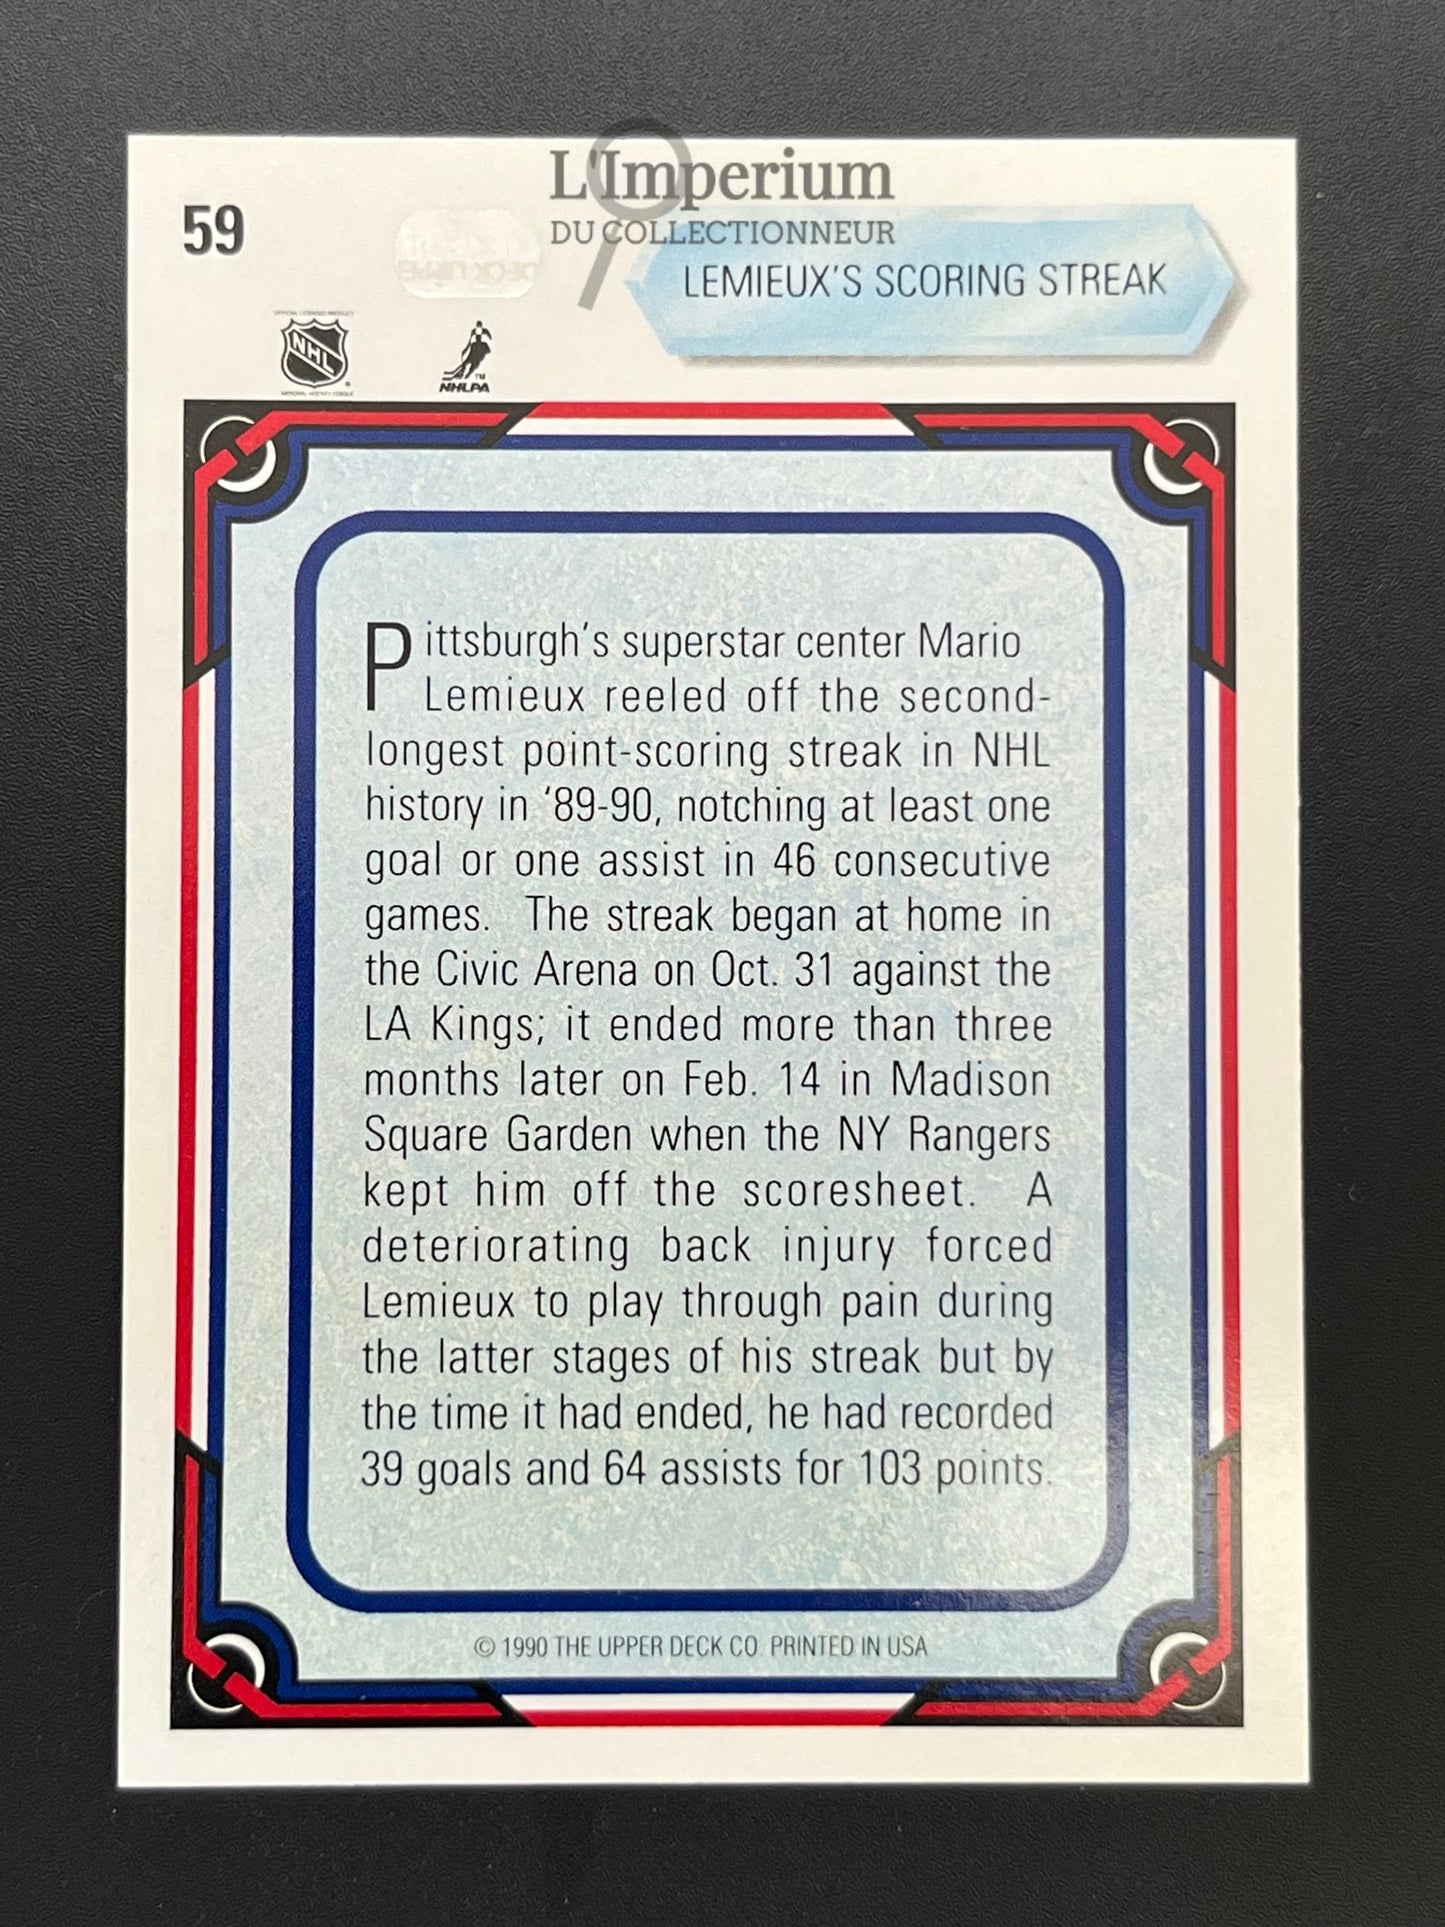 L'Imperium
DU COLLECTIONNEUR
59
LEMIEUX'S SCORING STREAK
NHL
NHLPA
TM
Pittsburgh's superstar center Mario
Lemieux reeled off the second-
longest point-scoring streak in NHL
history in '89-90, notching at least one
goal or one assist in 46 consecutive
games. The streak began at home in
the Civic Arena on Oct. 31 against the
LA Kings; it ended more than three
months later on Feb. 14 in Madison
Square Garden when the NY Rangers
kept him off the scoresheet. A
deteriorating back injury forced
Lemieux to play through pain during
the latter stages of his streak but by
the time it had ended, he had recorded
39 goals and 64 assists for 103 points.
© 1990 THE UPPER DECK CO. PRINTED IN USA